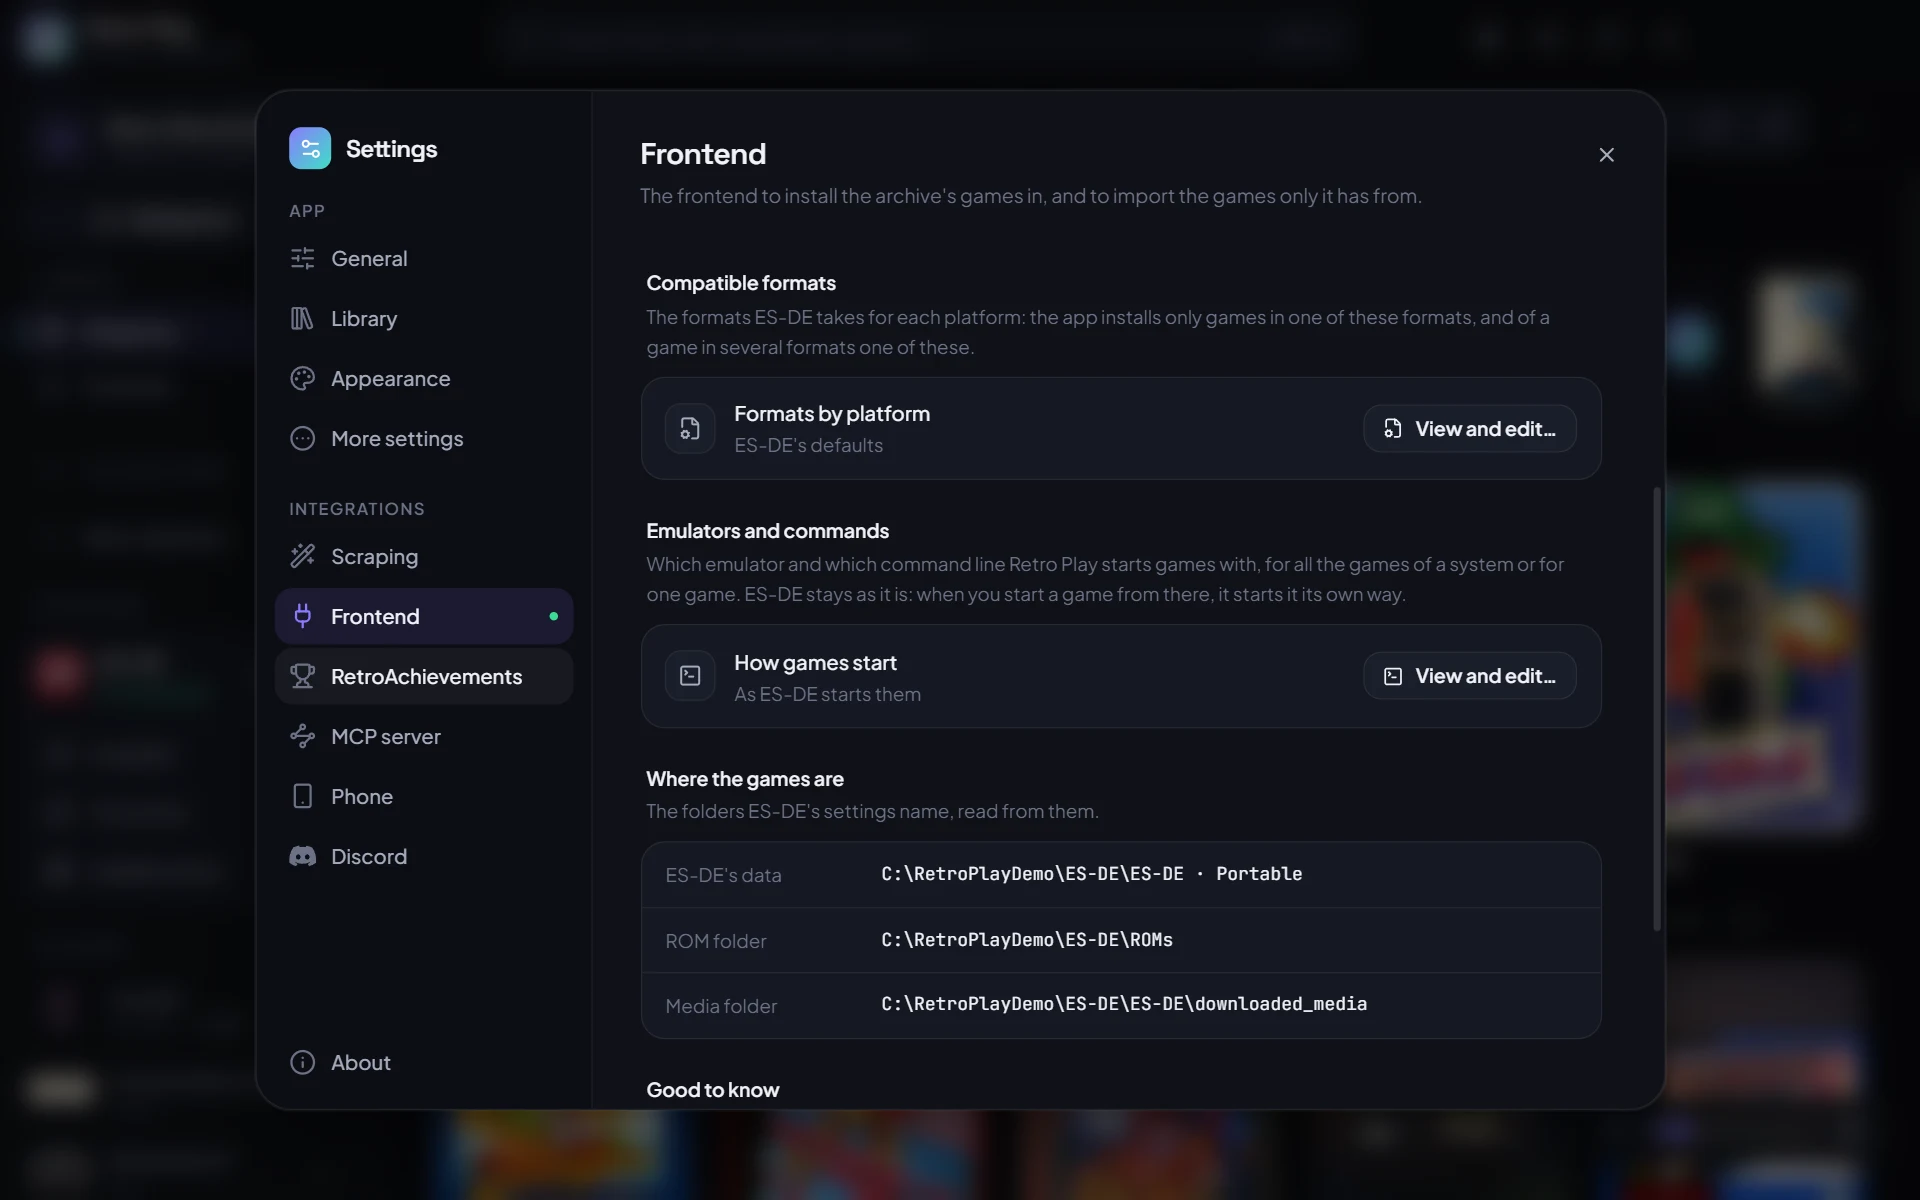 Settings
APP
General
Library
Appearance
More settings
INTEGRATIONS
Scraping
Frontend
RetroAchievements
MCP server
Phone
Discord
About
Frontend
The frontend to install the archive's games in, and to import the games only it has from.
Compatible formats
The formats ES-DE takes for each platform: the app installs only games in one of these formats, and of a
game in several formats one of these.
Formats by platform
ES-DE's defaults
View and edit...
Emulators and commands
Which emulator and which command line Retro Play starts games with, for all the games of a system or for
one game. ES-DE stays as it is: when you start a game from there, it starts it its own way.
How games start
As ES-DE starts them
View and edit...
Where the games are
The folders ES-DE's settings name, read from them.
ES-DE's data C:\RetroPlayDemo\ES-DE\ES-DE · Portable
ROM folder C:\RetroPlayDemo\ES-DE\ROMs
Media folder C:\RetroPlayDemo\ES-DE\ES-DE\downloaded_media
Good to know